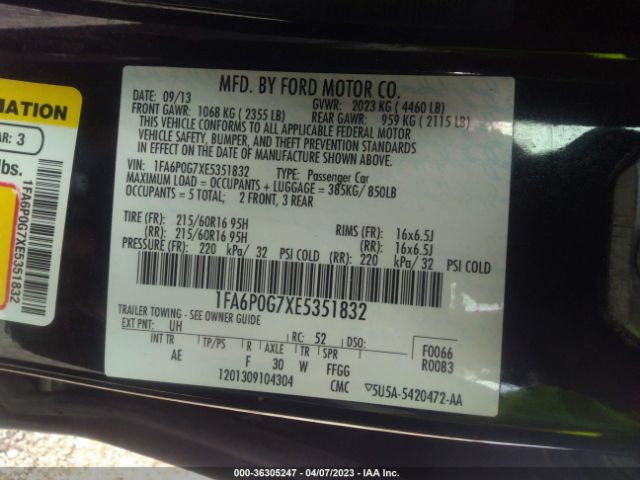 MFD. BY FORD MOTOR CO.
DATE: 09/13
GVWR: 2023 KG ( 4460 LB)
FRONT GAWR: 1068 KG ( 2355 LB)
REAR GAWR: 959 KG ( 2115 LB)
THIS VEHICLE CONFORMS TO ALL APPLICABLE FEDERAL MOTOR
VEHICLE SAFETY, BUMPER, AND THEFT PREVENTION STANDARDS
IN EFFECT ON THE DATE OF MANUFACTURE SHOWN ABOVE.
VIN: 1FA6P0G7XE5351832 TYPE: Passenger Car
MAXIMUM LOAD = OCCUPANTS + LUGGAGE = 385KG/ 850LB
OCCUPANTS = 5 TOTAL; 2 FRONT, 3 REAR
TIRE (FR): 215/60R16 95H RIMS (FR): 16x6.5J
(RR): 215/60R16 95H (RR): 16x6.5J
PRESSURE (FR): 220 kPa/ 32 PSI COLD (RR): 220 kPa/ 32 PSI COLD
1FA6P0G7XE5351832
TRAILER TOWING - SEE OWNER GUIDE
EXT PNT: UH RC: 52 DSO:
F0066
R0083
INT TR TP/PS R AXLE TR SPR
AE F 30 W FFGG
1201309104304 CMC 5U5A-5420472-AA
MATION
AR: 3
lbs.
1FA6P0G7XE5351832
000-36305247 - 04/07/2023 - IAA Inc.